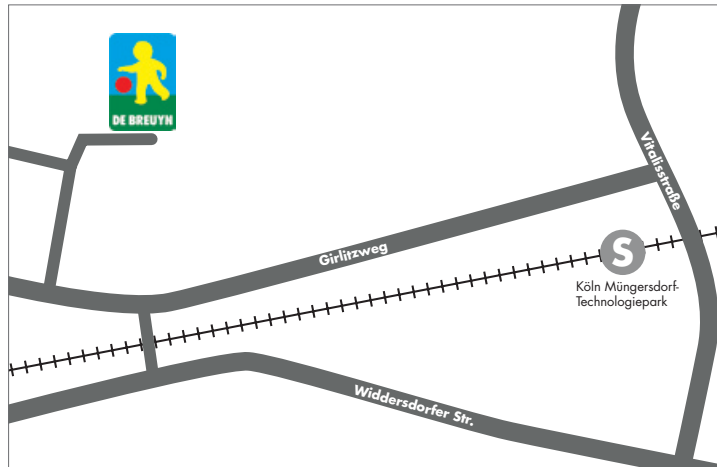 DE BREUYN
Vitalisstraße
Girlitzweg
S
Köln Müngersdorf-
Technologiepark
Widdersdorfer Str.